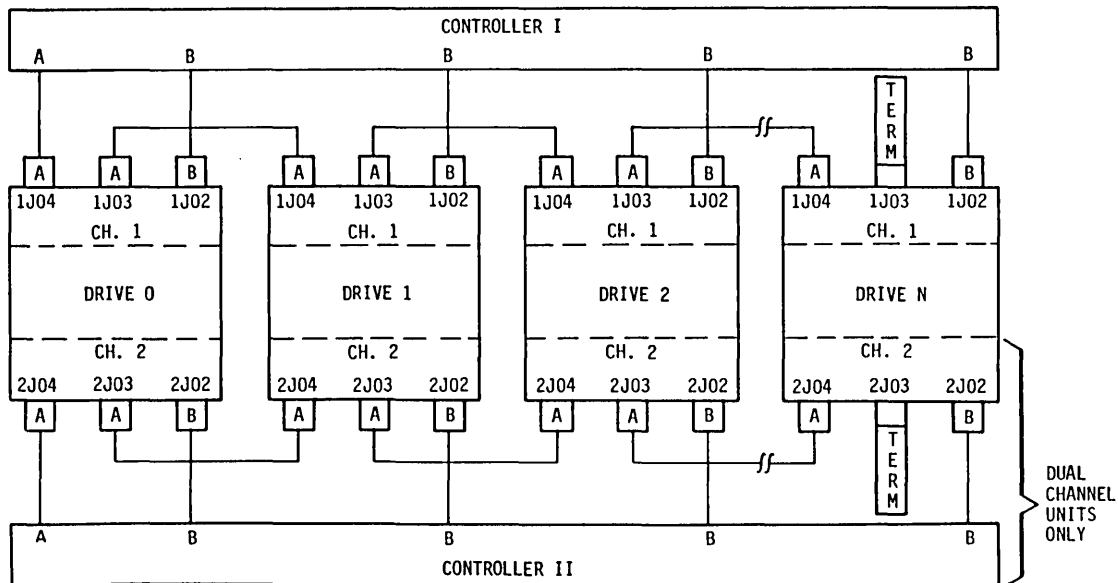 CONTROLLER I
A B B B B
T E R M
A A B A A B A A B A B
1J04 1J03 1J02 1J04 1J03 1J02 1J04 1J03 1J02 1J04 1J03 1J02
CH. 1 CH. 1 CH. 1 CH. 1
DRIVE 0 DRIVE 1 DRIVE 2 DRIVE N
CH. 2 CH. 2 CH. 2 CH. 2
2J04 2J03 2J02 2J04 2J03 2J02 2J04 2J03 2J02 2J04 2J03 2J02
A A B A A B A A B A B
T E R M
DUAL
CHANNEL
UNITS
ONLY
A B B B B
CONTROLLER II